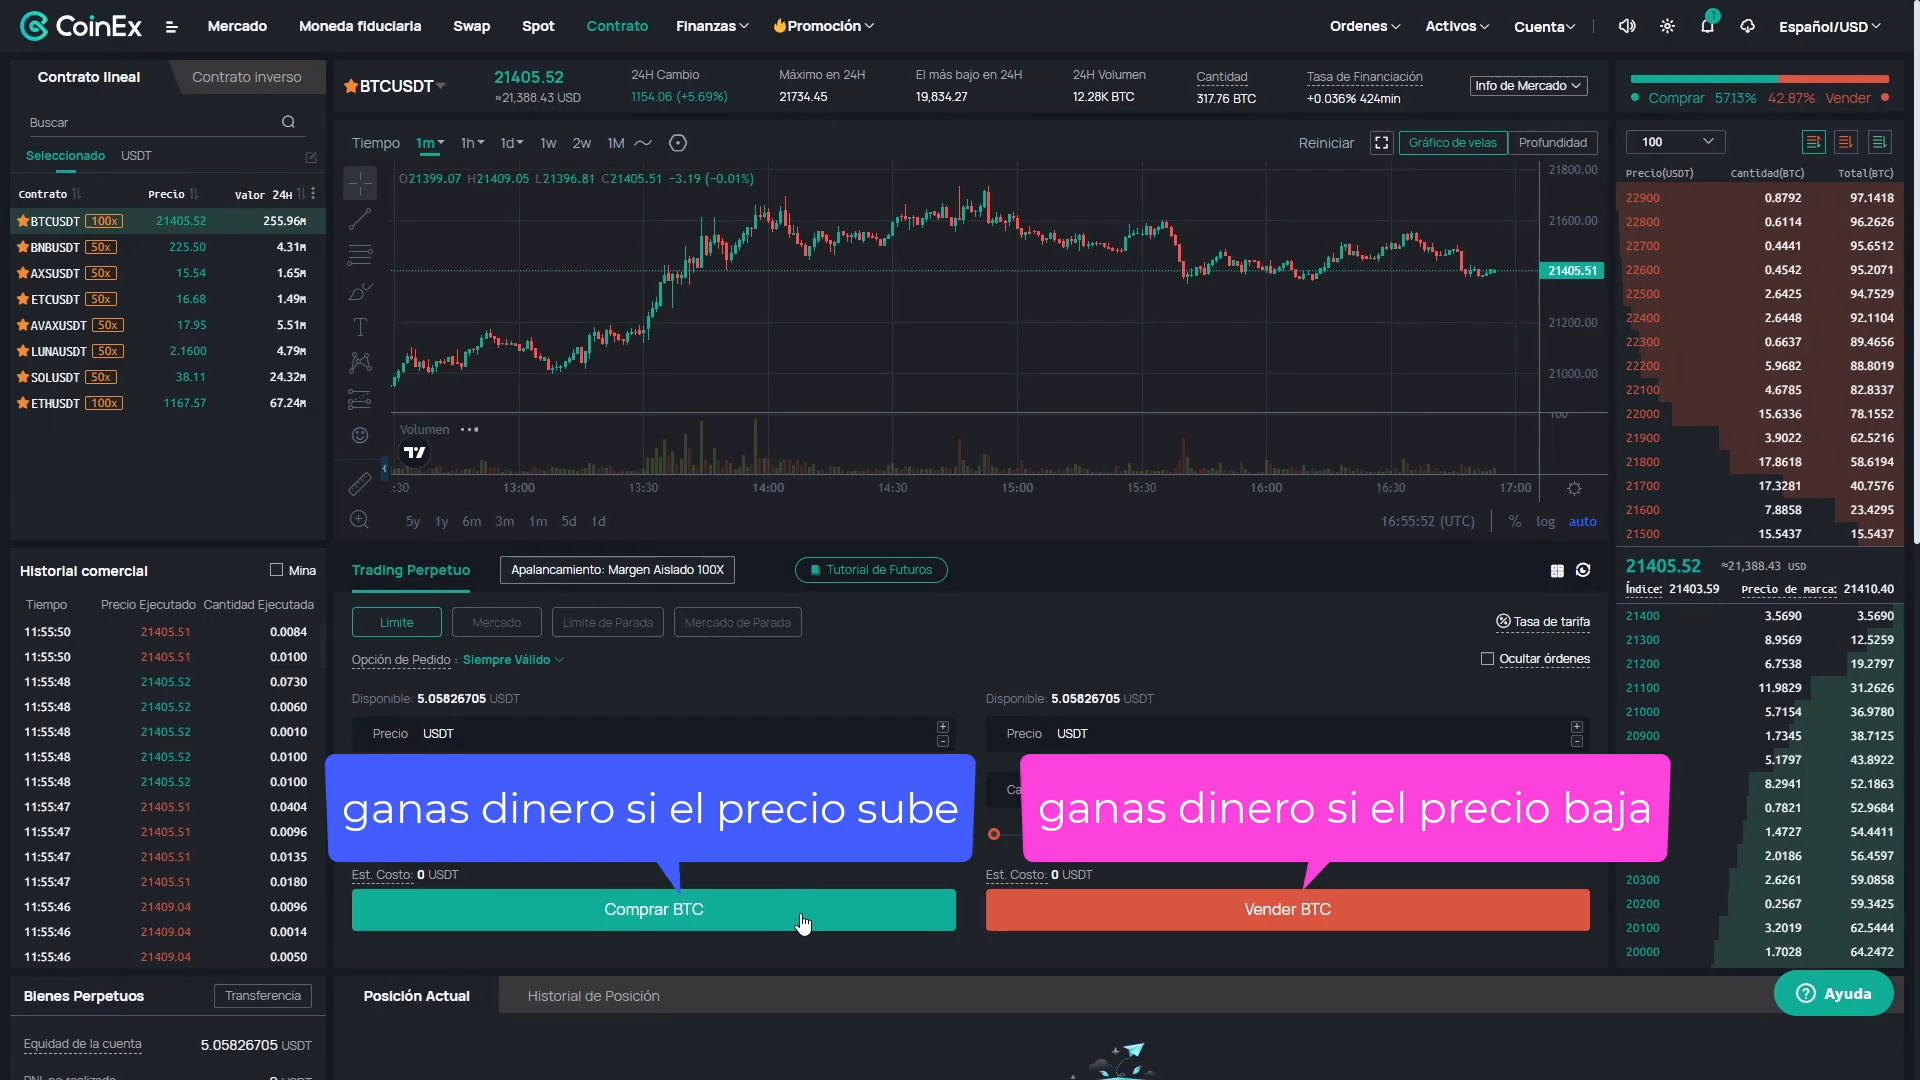 CoinEx
Mercado
Moneda fiduciaria
Swap
Spot
Contrato
Finanzas
Promoción
Ordenes
Activos
Cuenta
1
Español/USD
Contrato lineal
Contrato inverso
Buscar
Seleccionado USDT
Contrato Precio Valor 24H
BTCUSDT 100x 21405.52 255.96M
BNBUSDT 50x 225.50 4.31M
AXSUSDT 50x 15.54 1.65M
ETCUSDT 50x 16.68 1.49M
AVAXUSDT 50x 17.95 5.51M
LUNAUSDT 50x 2.1600 4.79M
SOLUSDT 50x 38.11 24.32M
ETHUSDT 100x 1167.57 67.24M
BTCUSDT
21405.52
≈21,388.43 USD
24H Cambio
1154.06 (+5.69%)
Máximo en 24H
21734.45
El más bajo en 24H
19,834.27
24H Volumen
12.28K BTC
Cantidad
317.76 BTC
Tasa de Financiación
+0.036% 424min
Info de Mercado
Comprar 57.13% 42.87% Vender
Tiempo 1m 1h 1d 1w 2w 1M
Reiniciar
Gráfico de velas
Profundidad
O21399.07 H21409.05 L21396.81 C21405.51 -3.19 (-0.01%)
21800.00
21600.00
21405.51
21200.00
21000.00
100
Volumen
:30 13:00 13:30 14:00 14:30 15:00 15:30 16:00 16:30 17:00
5y 1y 6m 3m 1m 5d 1d
16:55:52 (UTC) % log auto
100
Precio(USDT) Cantidad(BTC) Total(BTC)
22900 0.8792 97.1418
22800 0.6114 96.2626
22700 0.4441 95.6512
22600 0.4542 95.2071
22500 2.6425 94.7529
22400 2.6448 92.1104
22300 0.6637 89.4656
22200 5.9682 88.8019
22100 4.6785 82.8337
22000 15.6336 78.1552
21900 3.9022 62.5216
21800 17.8618 58.6194
21700 17.3281 40.7576
21600 7.8858 23.4295
21500 15.5437 15.5437
21405.52 ≈21,388.43 USD
Índice: 21403.59 Precio de marca: 21410.40
21400 3.5690 3.5690
21300 8.9569 12.5259
21200 6.7538 19.2797
21100 11.9829 31.2626
21000 5.7154 36.9780
20900 1.7345 38.7125
5.1797 43.8922
8.2941 52.1863
0.7821 52.9684
1.4727 54.4411
2.0186 56.4597
20300 2.6261 59.0858
20200 0.2567 59.3425
20100 3.2019 62.5444
20000 1.7028 64.2472
Historial comercial
Mina
Tiempo Precio Ejecutado Cantidad Ejecutada
11:55:50 21405.51 0.0084
11:55:50 21405.51 0.0100
11:55:48 21405.52 0.0730
11:55:48 21405.52 0.0060
11:55:48 21405.52 0.0010
11:55:48 21405.52 0.0100
11:55:48 21405.52 0.0100
11:55:47 21405.51 0.0404
11:55:47 21405.51 0.0096
11:55:47 21405.51 0.0135
11:55:47 21405.51 0.0180
11:55:46 21409.04 0.0096
11:55:46 21409.04 0.0014
11:55:46 21409.04 0.0050
Trading Perpetuo
Apalancamiento: Margen Aislado 100X
Tutorial de Futuros
Limite
Mercado
Limite de Parada
Mercado de Parada
Tasa de tarifa
Opción de Pedido : Siempre Válido
Ocultar órdenes
Disponible: 5.05826705 USDT
Disponible: 5.05826705 USDT
Precio USDT
Precio USDT
Ca
ganas dinero si el precio sube
ganas dinero si el precio baja
Est. Costo: 0 USDT
Est. Costo: 0 USDT
Comprar BTC
Vender BTC
Bienes Perpetuos
Transferencia
Equidad de la cuenta 5.05826705 USDT
PNL no realizado 0 USDT
Posición Actual
Historial de Posición
Ayuda